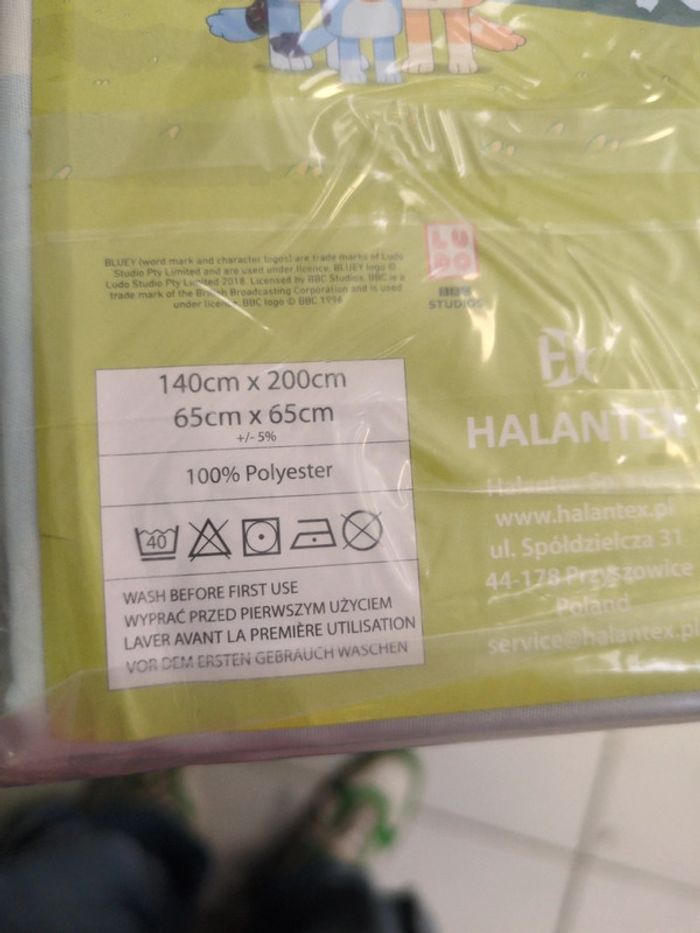 BLUEY (word mark and character logos) are trade marks of Ludo
Studio Pty Limited and are used under licence. BLUEY logo ©
Ludo Studio Pty Limited 2018. Licensed by BBC Studios. BBC is a
trade mark of the British Broadcasting Corporation and is used
under licence. BBC logo © BBC 1996
LUDO
BBC
STUDIOS
140cm x 200cm
65cm x 65cm
+/- 5%
100% Polyester
40
WASH BEFORE FIRST USE
WYPRAĆ PRZED PIERWSZYM UŻYCIEM
LAVER AVANT LA PREMIÈRE UTILISATION
VOR DEM ERSTEN GEBRAUCH WASCHEN
HALANTEX
Halantex Sp.
www.halantex.pl
ul. Spółdzielcza 31
44-178 Przyszowice
Poland
service@halantex.pl